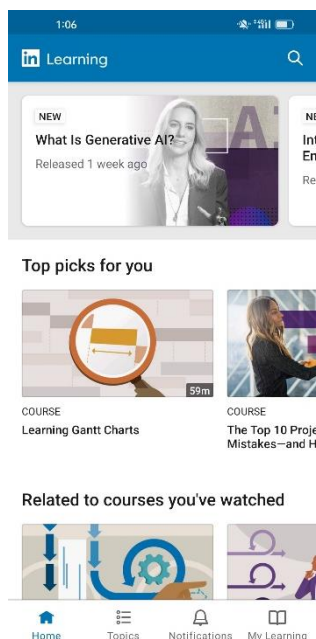 1:06
in Learning
NEW
What Is Generative AI?
Released 1 week ago
NE
Int
En
Re
Top picks for you
59m
COURSE
Learning Gantt Charts
COURSE
The Top 10 Proje
Mistakes—and H
Related to courses you've watched
Home
Topics
Notifications
My Learning